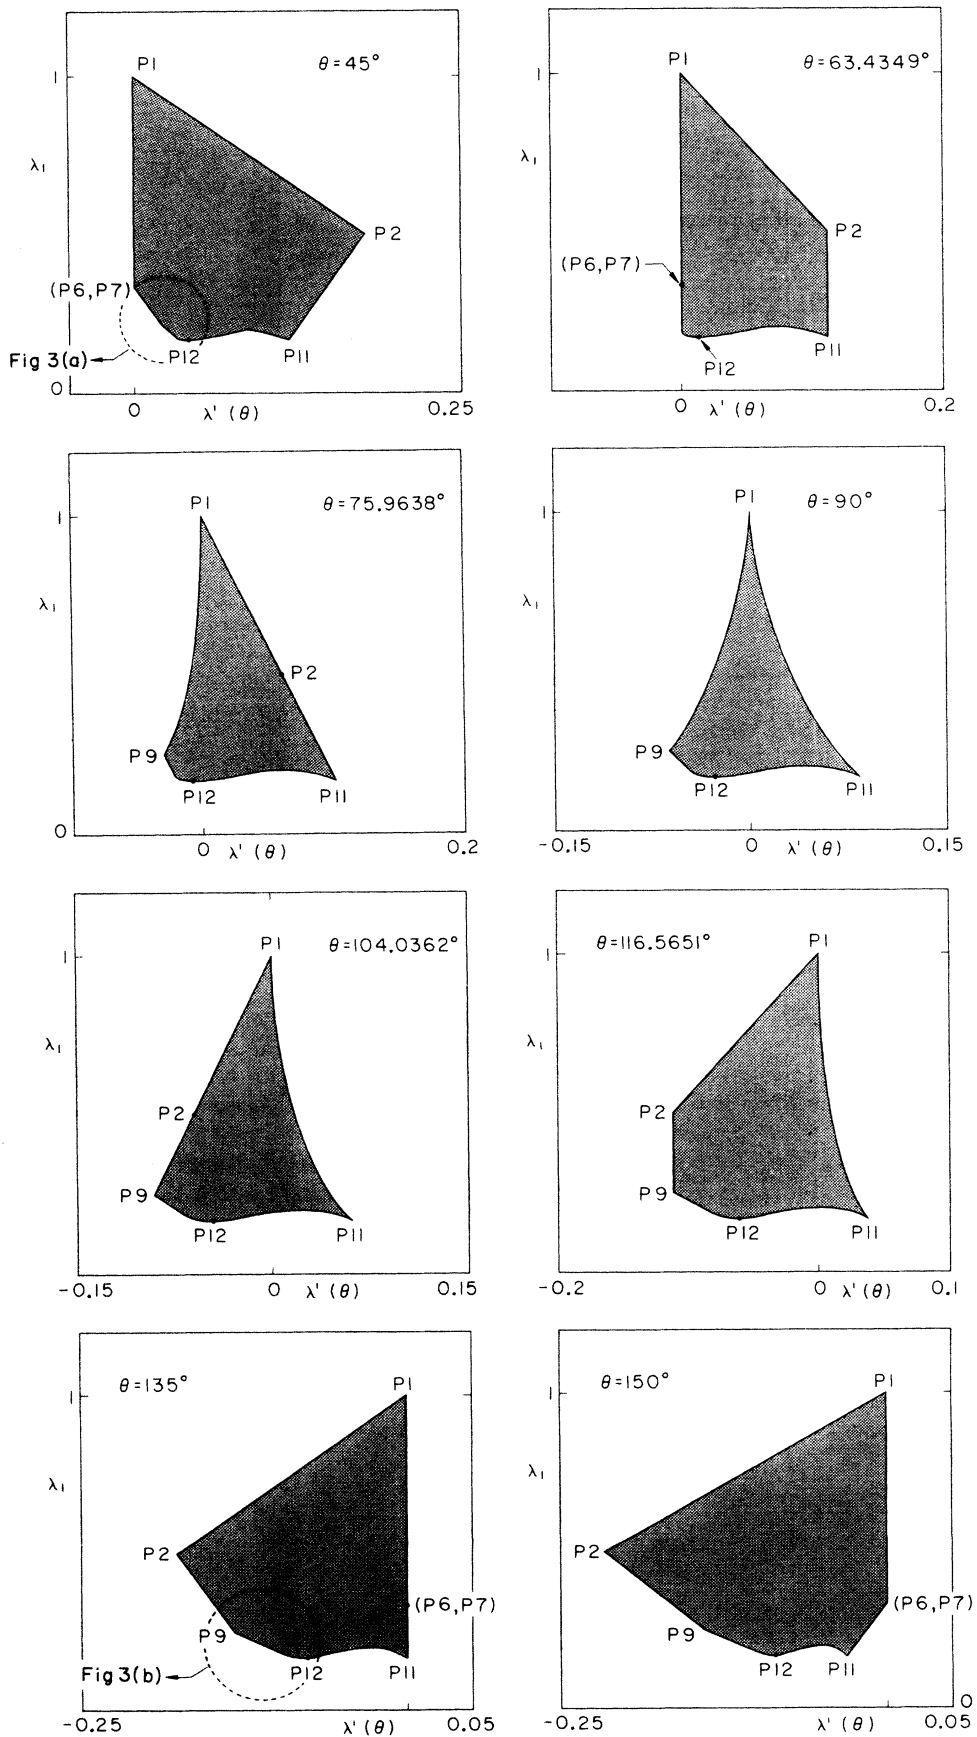 P1
θ=45°
1
λ₁
P2
(P6,P7)
P12
P11
Fig 3(a)
0
0
λ'(θ)
0.25
P1
θ=63.4349°
1
λ₁
P2
(P6,P7)
P11
P12
0
λ'(θ)
0.2
P1
θ=75.9638°
1
λ₁
P2
P9
P12
P11
0
0
λ'(θ)
0.2
P1
θ=90°
1
λ₁
P9
P12
P11
-0.15
0
λ'(θ)
0.15
P1
θ=104.0362°
1
λ₁
P2
P9
P12
P11
-0.15
0
λ'(θ)
0.15
θ=116.5651°
P1
1
λ₁
P2
P9
P12
P11
-0.2
0
λ'(θ)
0.1
θ=135°
P1
1
λ₁
P2
(P6,P7)
P9
P12
P11
Fig 3(b)
-0.25
λ'(θ)
0.05
θ=150°
P1
1
λ₁
P2
(P6,P7)
P9
P12
P11
0
-0.25
λ'(θ)
0.05